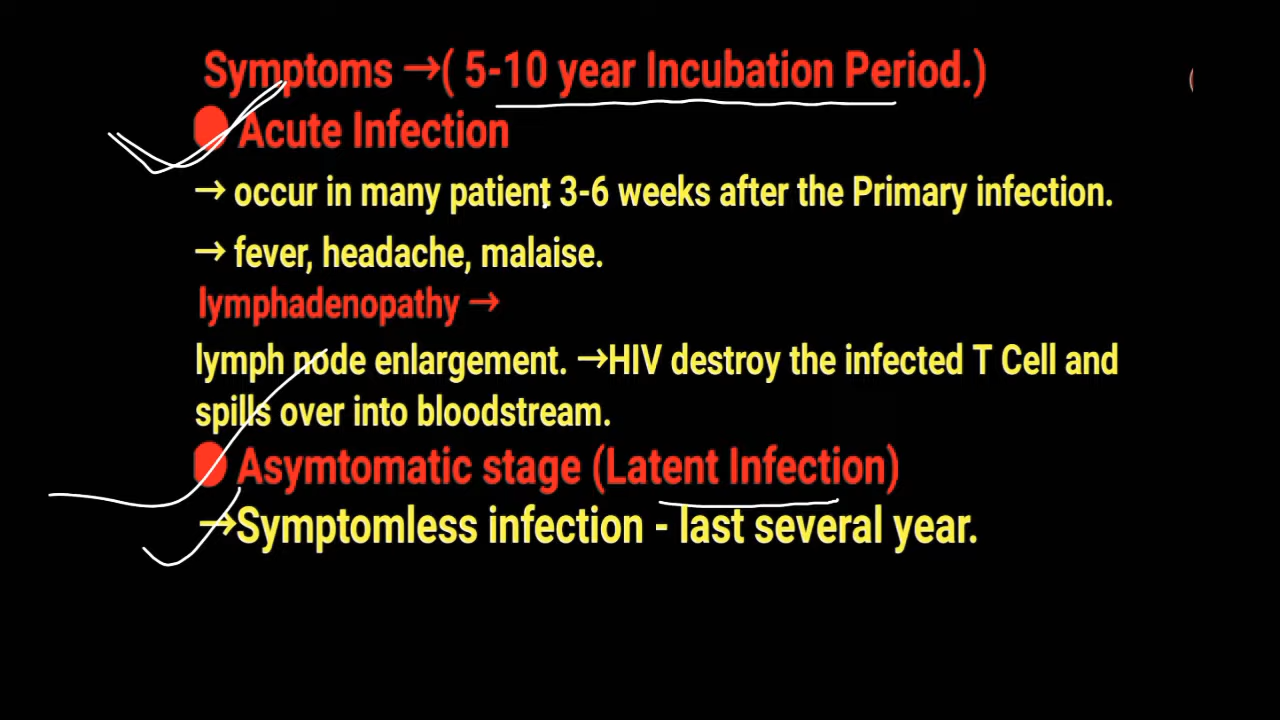 Symptoms →( 5-10 year Incubation Period.)
Acute Infection
→ occur in many patient 3-6 weeks after the Primary infection.
→ fever, headache, malaise.
lymphadenopathy →
lymph node enlargement. →HIV destroy the infected T Cell and
spills over into bloodstream.
Asymtomatic stage (Latent Infection)
→Symptomless infection - last several year.